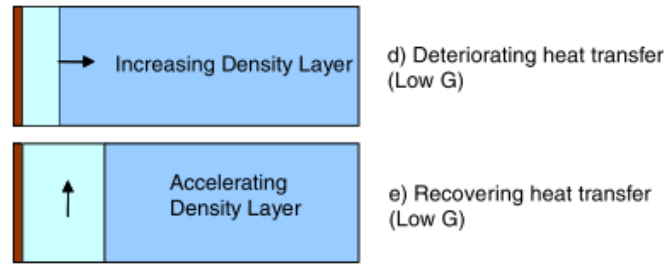 Increasing Density Layer
d) Deteriorating heat transfer
(Low G)
Accelerating
Density Layer
e) Recovering heat transfer
(Low G)